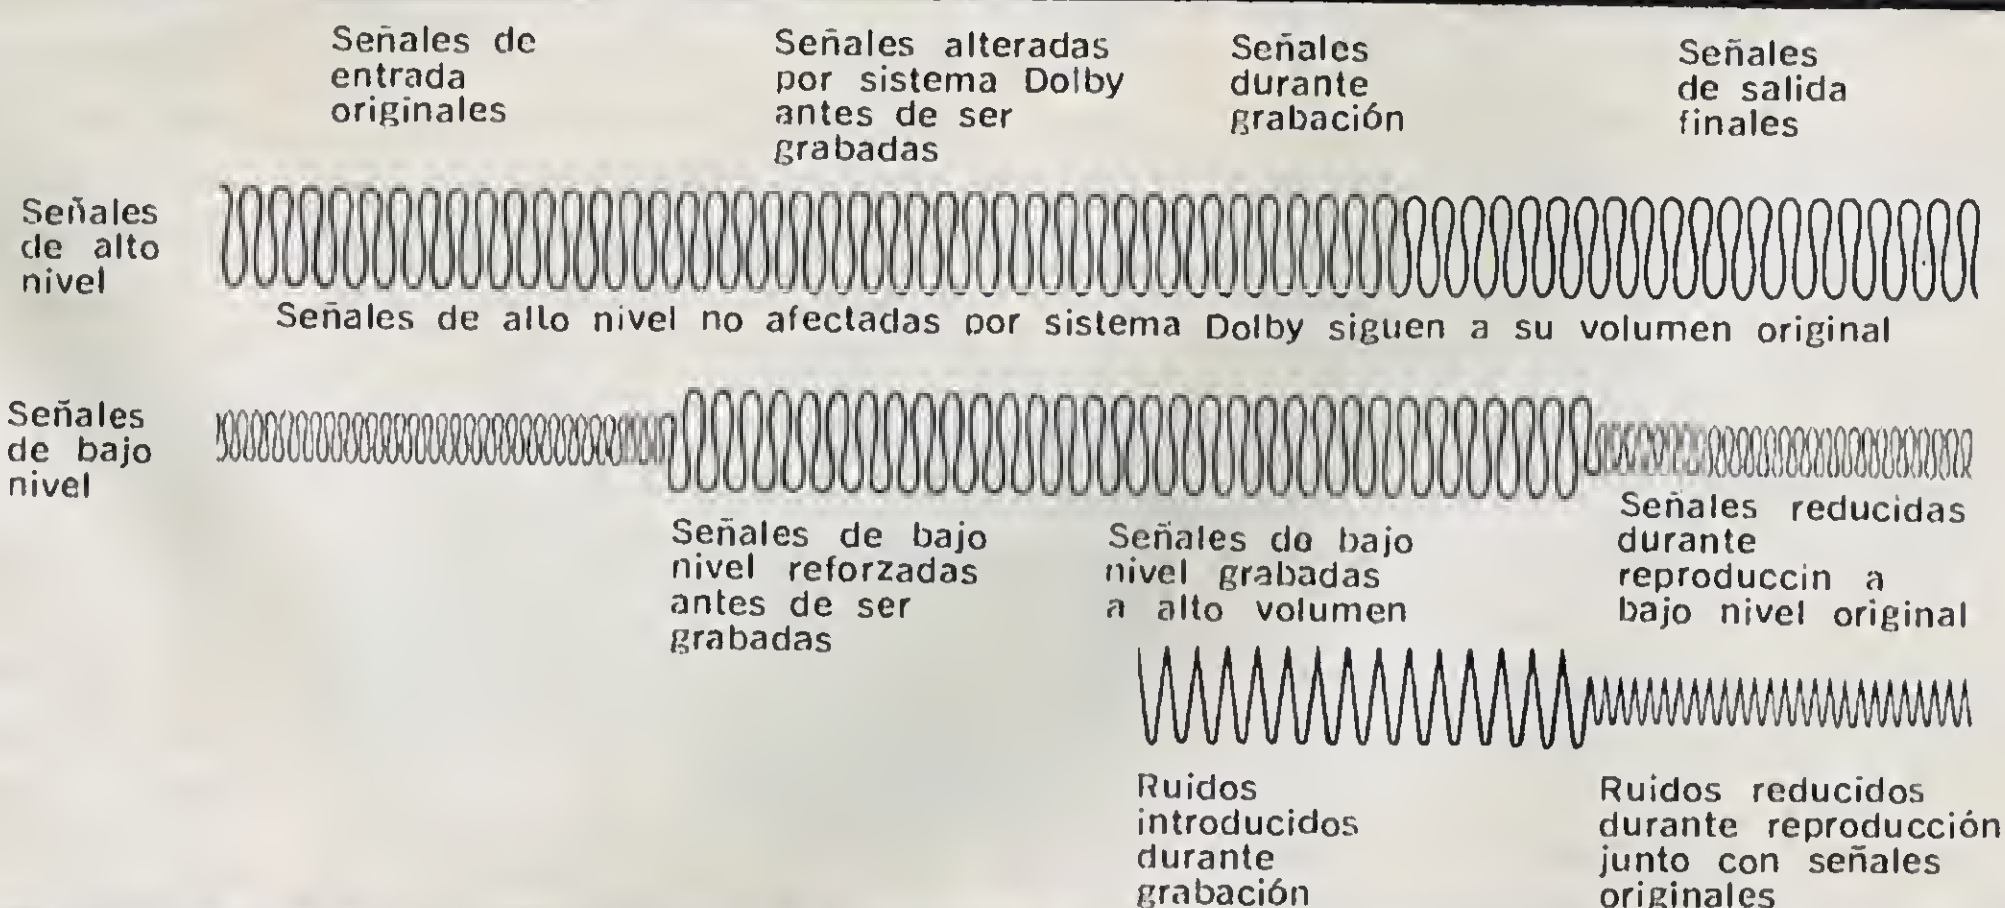 Señales de
entrada
originales
Señales alteradas
por sistema Dolby
antes de ser
grabadas
Señales
durante
grabación
Señales
de salida
finales
Señales
de alto
nivel
Señales de alto nivel no afectadas por sistema Dolby siguen a su volumen original
Señales
de bajo
nivel
Señales de bajo
nivel reforzadas
antes de ser
grabadas
Señales de bajo
nivel grabadas
a alto volumen
Señales reducidas
durante
reproduccin a
bajo nivel original
Ruidos
introducidos
durante
grabación
Ruidos reducidos
durante reproducción
junto con señales
originales